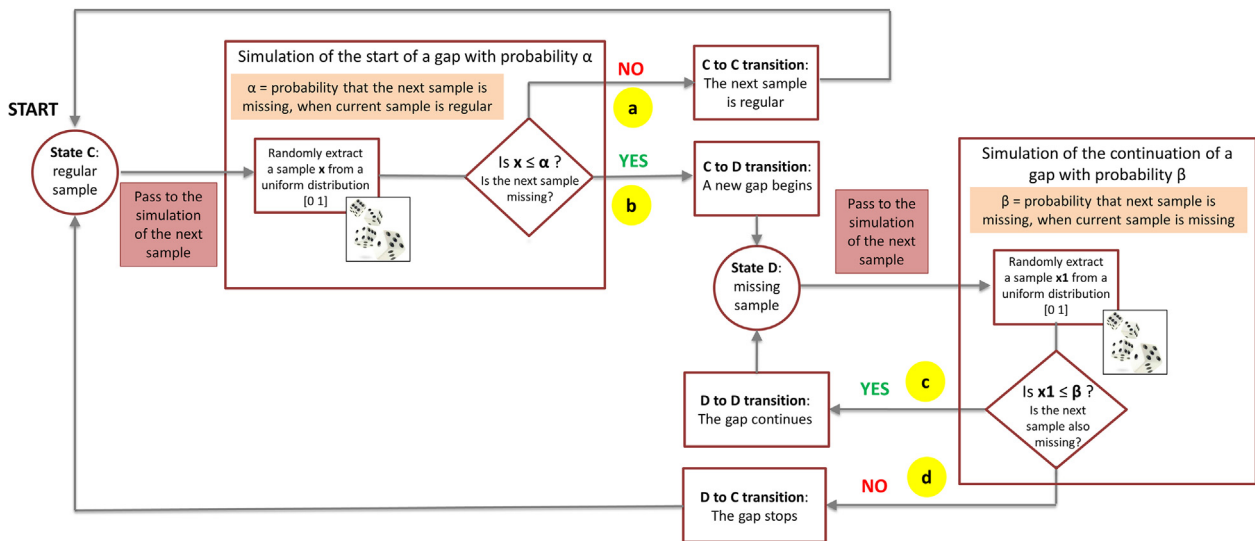 START
State C:
regular
sample
Pass to the
simulation
of the next
sample
Simulation of the start of a gap with probability α
α = probability that the next sample is
missing, when current sample is regular
Randomly extract
a sample x from a
uniform distribution
[0 1]
Is x ≤ α ?
Is the next sample
missing?
NO
a
C to C transition:
The next sample
is regular
YES
b
C to D transition:
A new gap begins
State D:
missing
sample
Pass to the
simulation
of the next
sample
Simulation of the continuation of a
gap with probability β
β = probability that next sample is
missing, when current sample is missing
Randomly extract
a sample x1 from a
uniform distribution
[0 1]
Is x1 ≤ β ?
Is the next
sample also
missing?
YES
c
D to D transition:
The gap continues
NO
d
D to C transition:
The gap stops